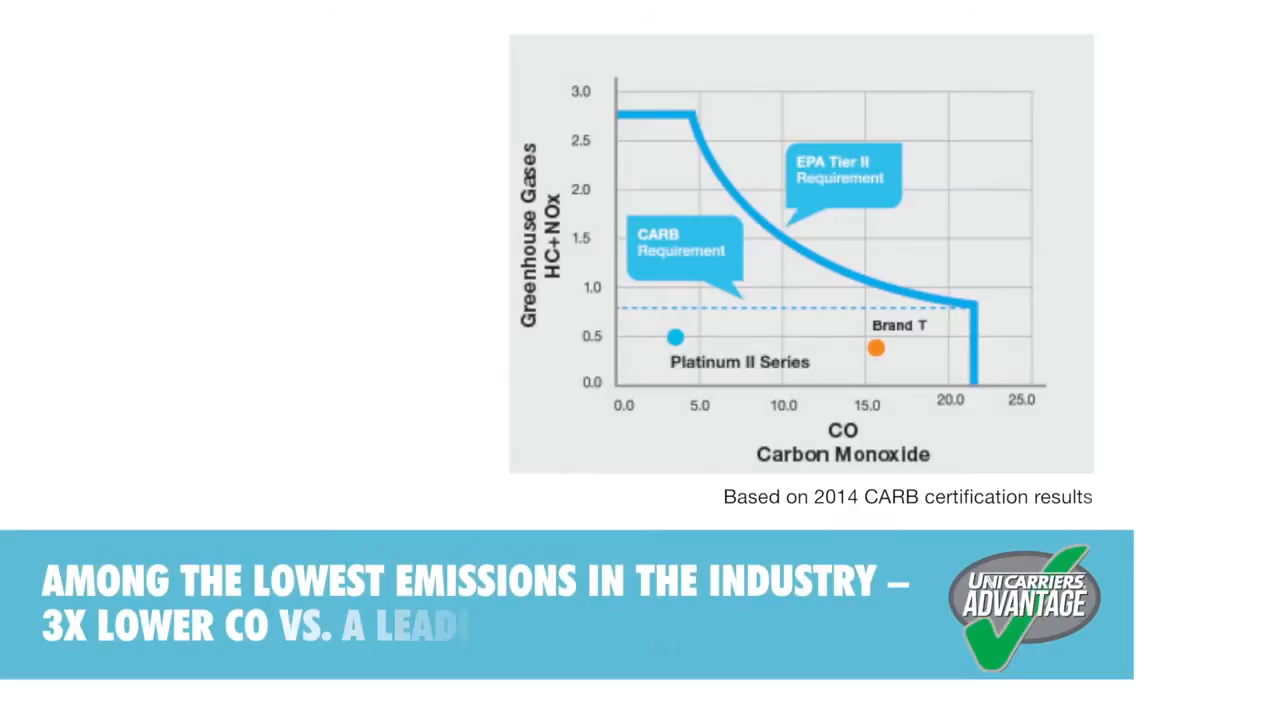 3.0
2.5
2.0
1.5
1.0
0.5
0.0
Greenhouse Gases
HC+NOx
EPA Tier II
Requirement
CARB
Requirement
Brand T
Platinum II Series
0.0 5.0 10.0 15.0 20.0 25.0
CO
Carbon Monoxide
Based on 2014 CARB certification results
AMONG THE LOWEST EMISSIONS IN THE INDUSTRY –
3X LOWER CO VS. A LEAD
UNICARRIERS
ADVANTAGE